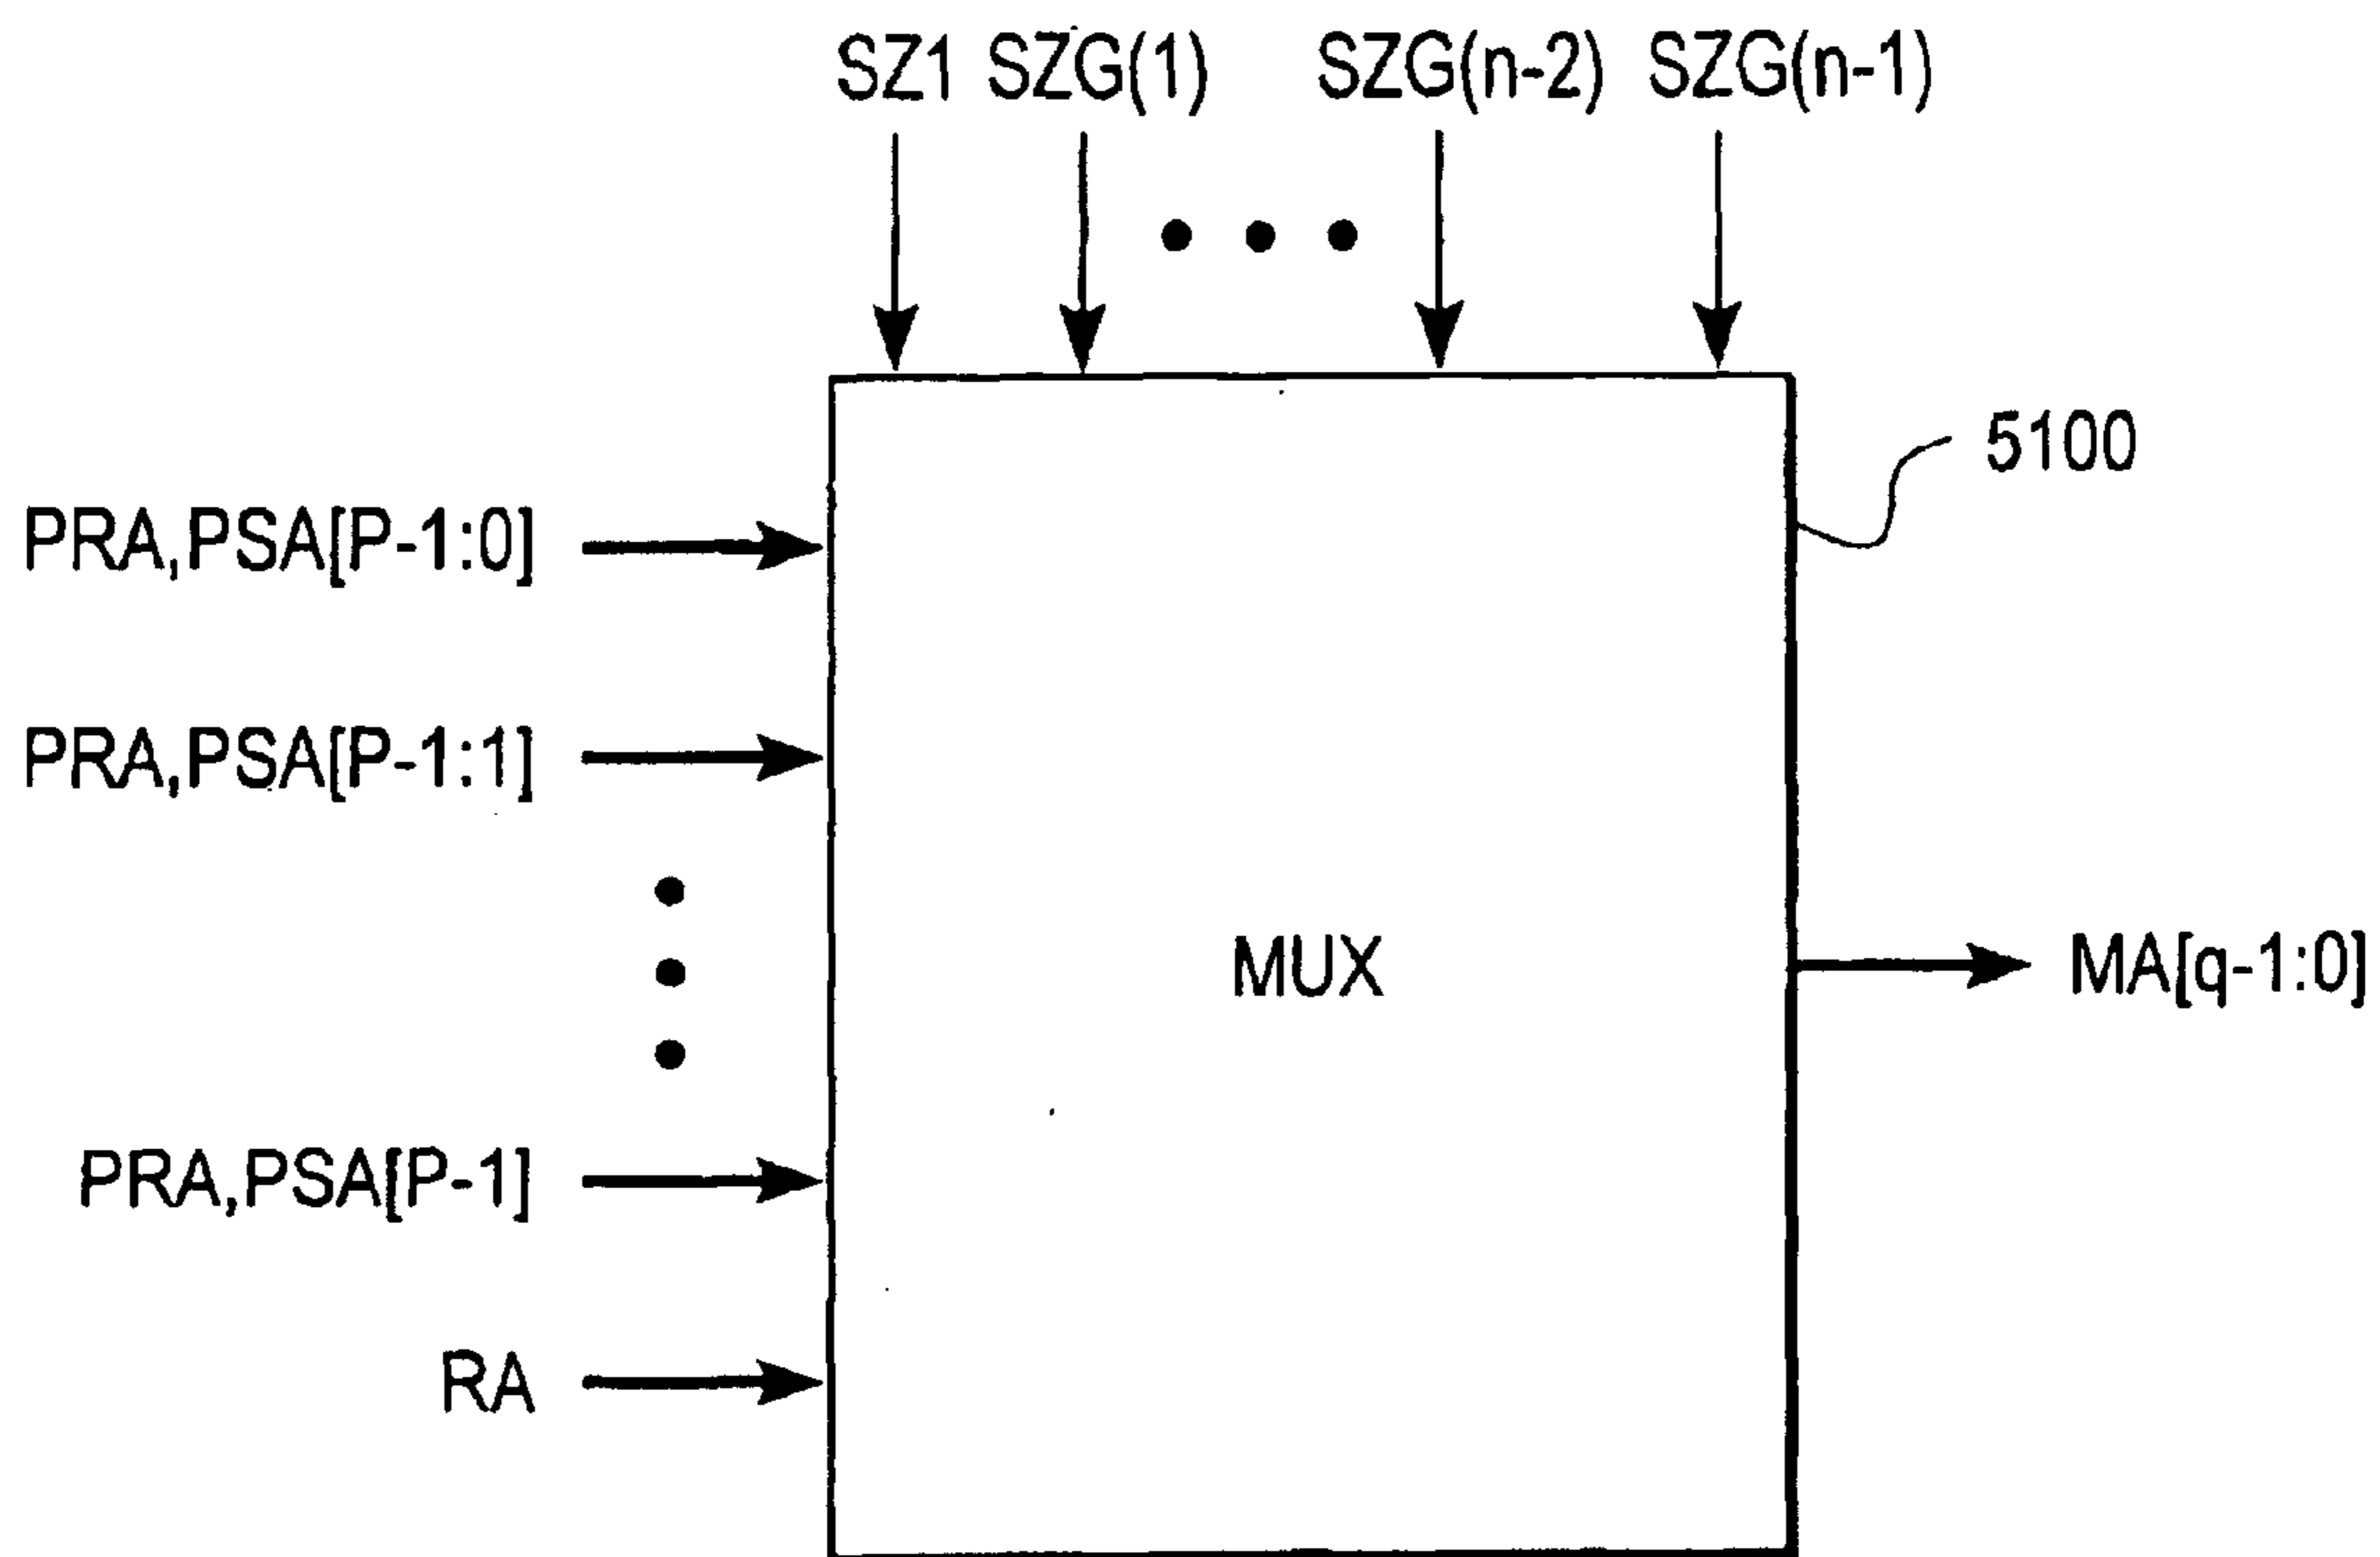 SZ1 SZG(1) SZG(n-2) SZG(n-1)
5100
PRA,PSA[P-1:0]
PRA,PSA[P-1:1]
MUX
MA[q-1:0]
PRA,PSA[P-1]
RA